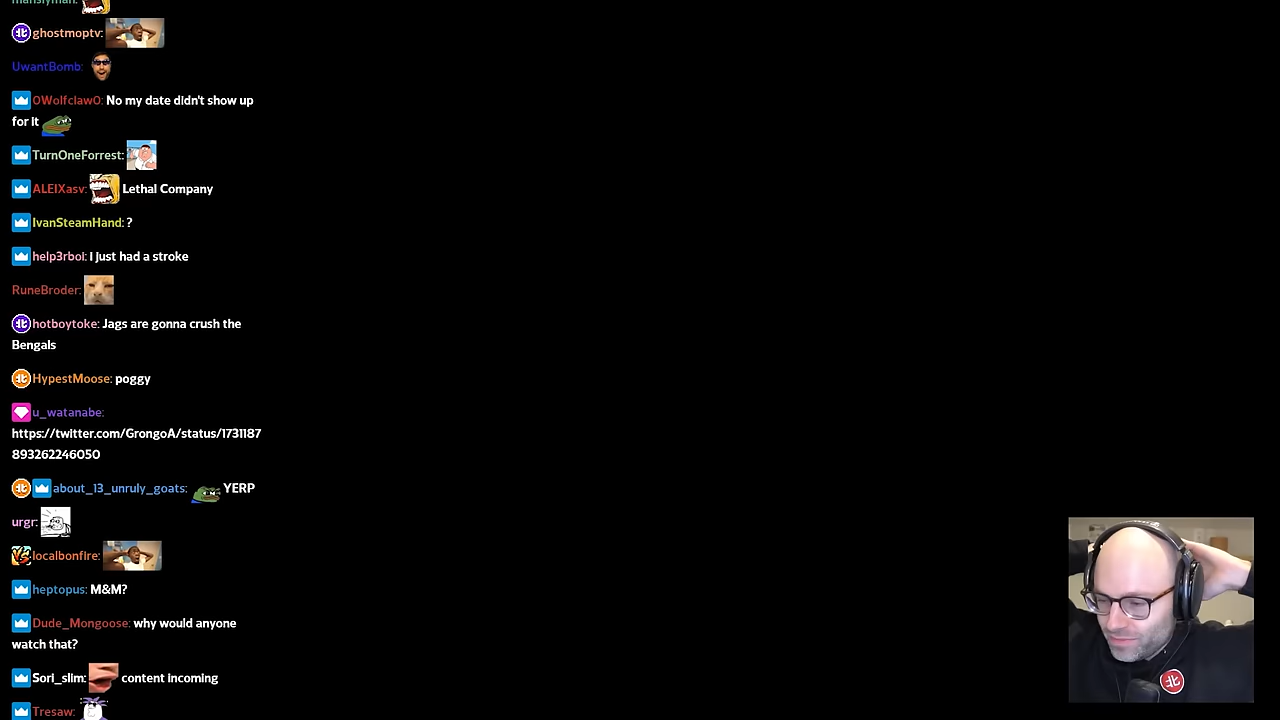 marislyman:
ghostmoptv:
UwantBomb:
0Wolfclaw0: No my date didn't show up
for it
TurnOneForrest:
ALEIXasv: Lethal Company
IvanSteamHand: ?
help3rboi: I just had a stroke
RuneBroder:
hotboytoke: Jags are gonna crush the
Bengals
HypestMoose: poggy
u_watanabe:
https://twitter.com/GrongoA/status/1731187
893262246050
about_13_unruly_goats: YERP
urgr:
localbonfire:
heptopus: M&M?
Dude_Mongoose: why would anyone
watch that?
Sori_slim: content incoming
Tresaw: